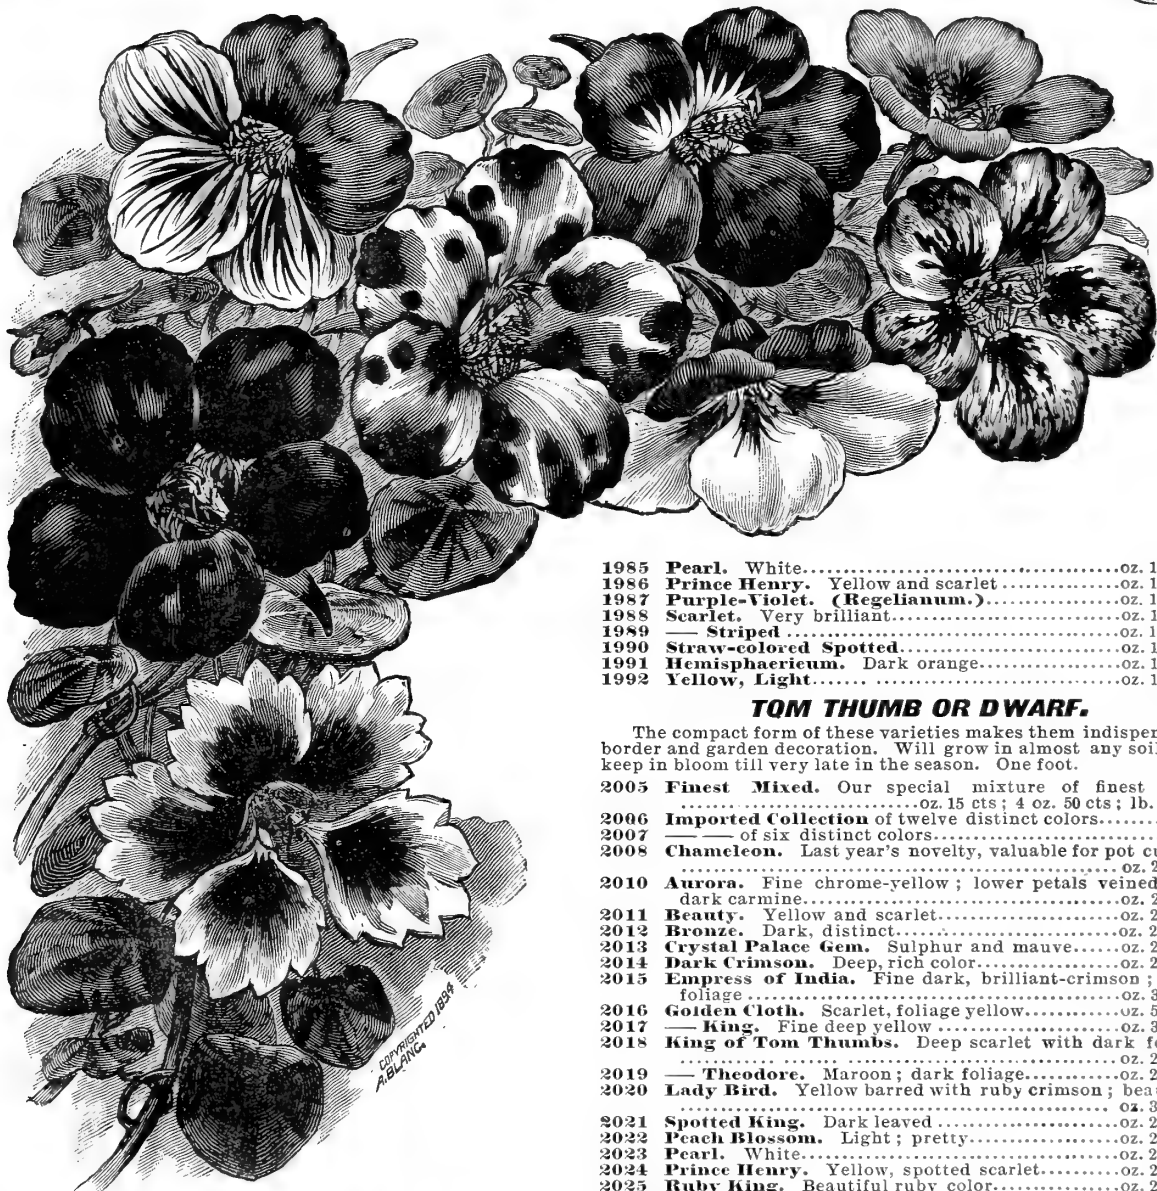 COPYRIGHTED 1894
A. BLANC.
1985 Pearl. White........oz. 1
1986 Prince Henry. Yellow and scarlet........oz. 1
1987 Purple-Violet. (Regelianum.)........oz. 1
1988 Scarlet. Very brilliant........oz. 1
1989 —— Striped........oz. 1
1990 Straw-colored Spotted........oz. 1
1991 Hemisphaericum. Dark orange........oz. 1
1992 Yellow, Light........oz. 1
TOM THUMB OR DWARF.
The compact form of these varieties makes them indispen
border and garden decoration. Will grow in almost any soil
keep in bloom till very late in the season. One foot.
2005 Finest Mixed. Our special mixture of finest
........oz. 15 cts; 4 oz. 50 cts; lb.
2006 Imported Collection of twelve distinct colors........
2007 —— —— of six distinct colors........
2008 Chameleon. Last year's novelty, valuable for pot cu
........oz. 2
2010 Aurora. Fine chrome-yellow; lower petals veined
dark carmine........oz. 2
2011 Beauty. Yellow and scarlet........oz. 2
2012 Bronze. Dark, distinct........oz. 2
2013 Crystal Palace Gem. Sulphur and mauve......oz. 2
2014 Dark Crimson. Deep, rich color........oz. 2
2015 Empress of India. Fine dark, brilliant-crimson;
foliage........oz. 3
2016 Golden Cloth. Scarlet, foliage yellow........oz. 5
2017 —— King. Fine deep yellow........oz. 3
2018 King of Tom Thumbs. Deep scarlet with dark fo
........oz. 2
2019 —— Theodore. Maroon; dark foliage........oz. 2
2020 Lady Bird. Yellow barred with ruby crimson; bea
........oz. 3
2021 Spotted King. Dark leaved........oz. 2
2022 Peach Blossom. Light; pretty........oz. 2
2023 Pearl. White........oz. 2
2024 Prince Henry. Yellow, spotted scarlet........oz. 2
2025 Ruby King. Beautiful ruby color........oz. 2